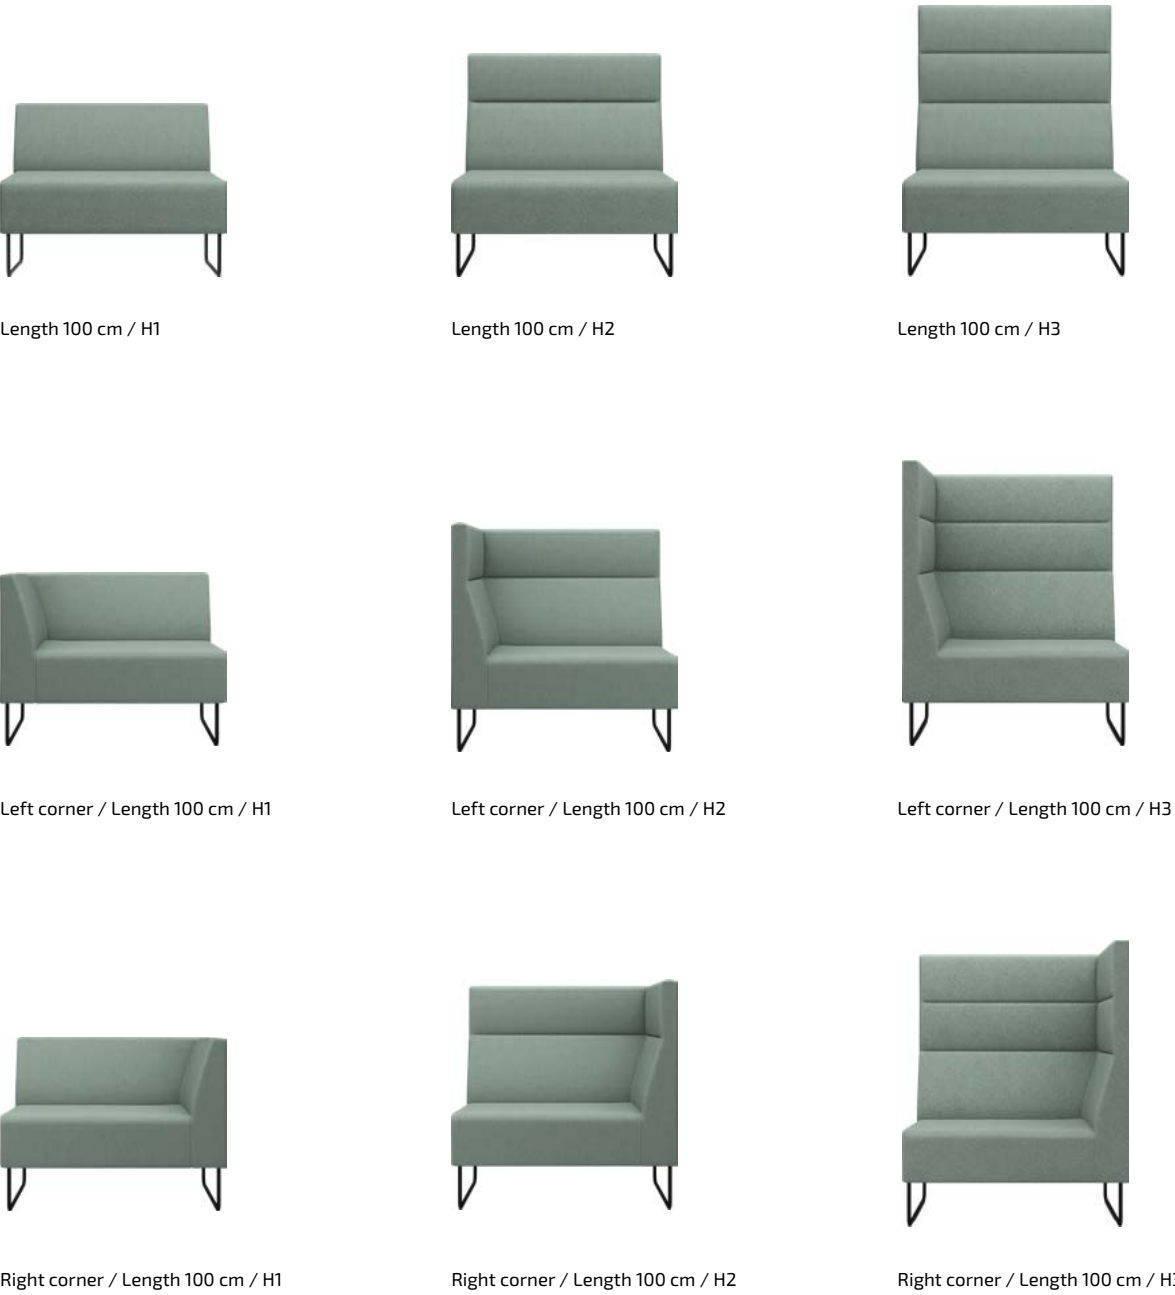 Length 100 cm / H1
Length 100 cm / H2
Length 100 cm / H3
Left corner / Length 100 cm / H1
Left corner / Length 100 cm / H2
Left corner / Length 100 cm / H3
Right corner / Length 100 cm / H1
Right corner / Length 100 cm / H2
Right corner / Length 100 cm / H3